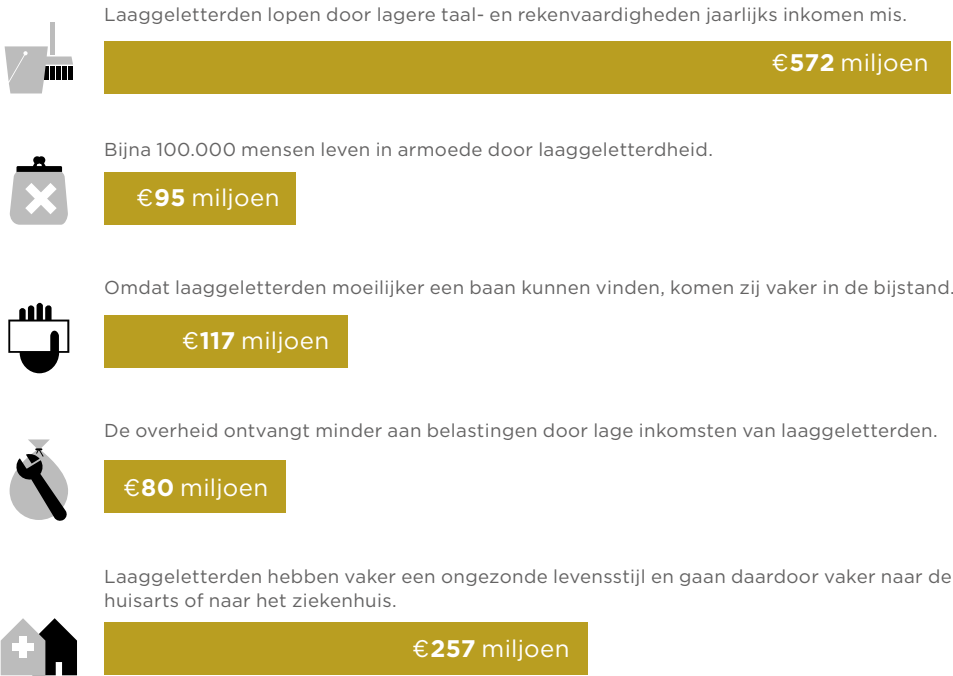 Laaggeletterden lopen door lagere taal- en rekenvaardigheden jaarlijks inkomen mis.
€572 miljoen
Bijna 100.000 mensen leven in armoede door laaggeletterdheid.
€95 miljoen
Omdat laaggeletterden moeilijker een baan kunnen vinden, komen zij vaker in de bijstand.
€117 miljoen
De overheid ontvangt minder aan belastingen door lage inkomsten van laaggeletterden.
€80 miljoen
Laaggeletterden hebben vaker een ongezonde levensstijl en gaan daardoor vaker naar de
huisarts of naar het ziekenhuis.
€257 miljoen